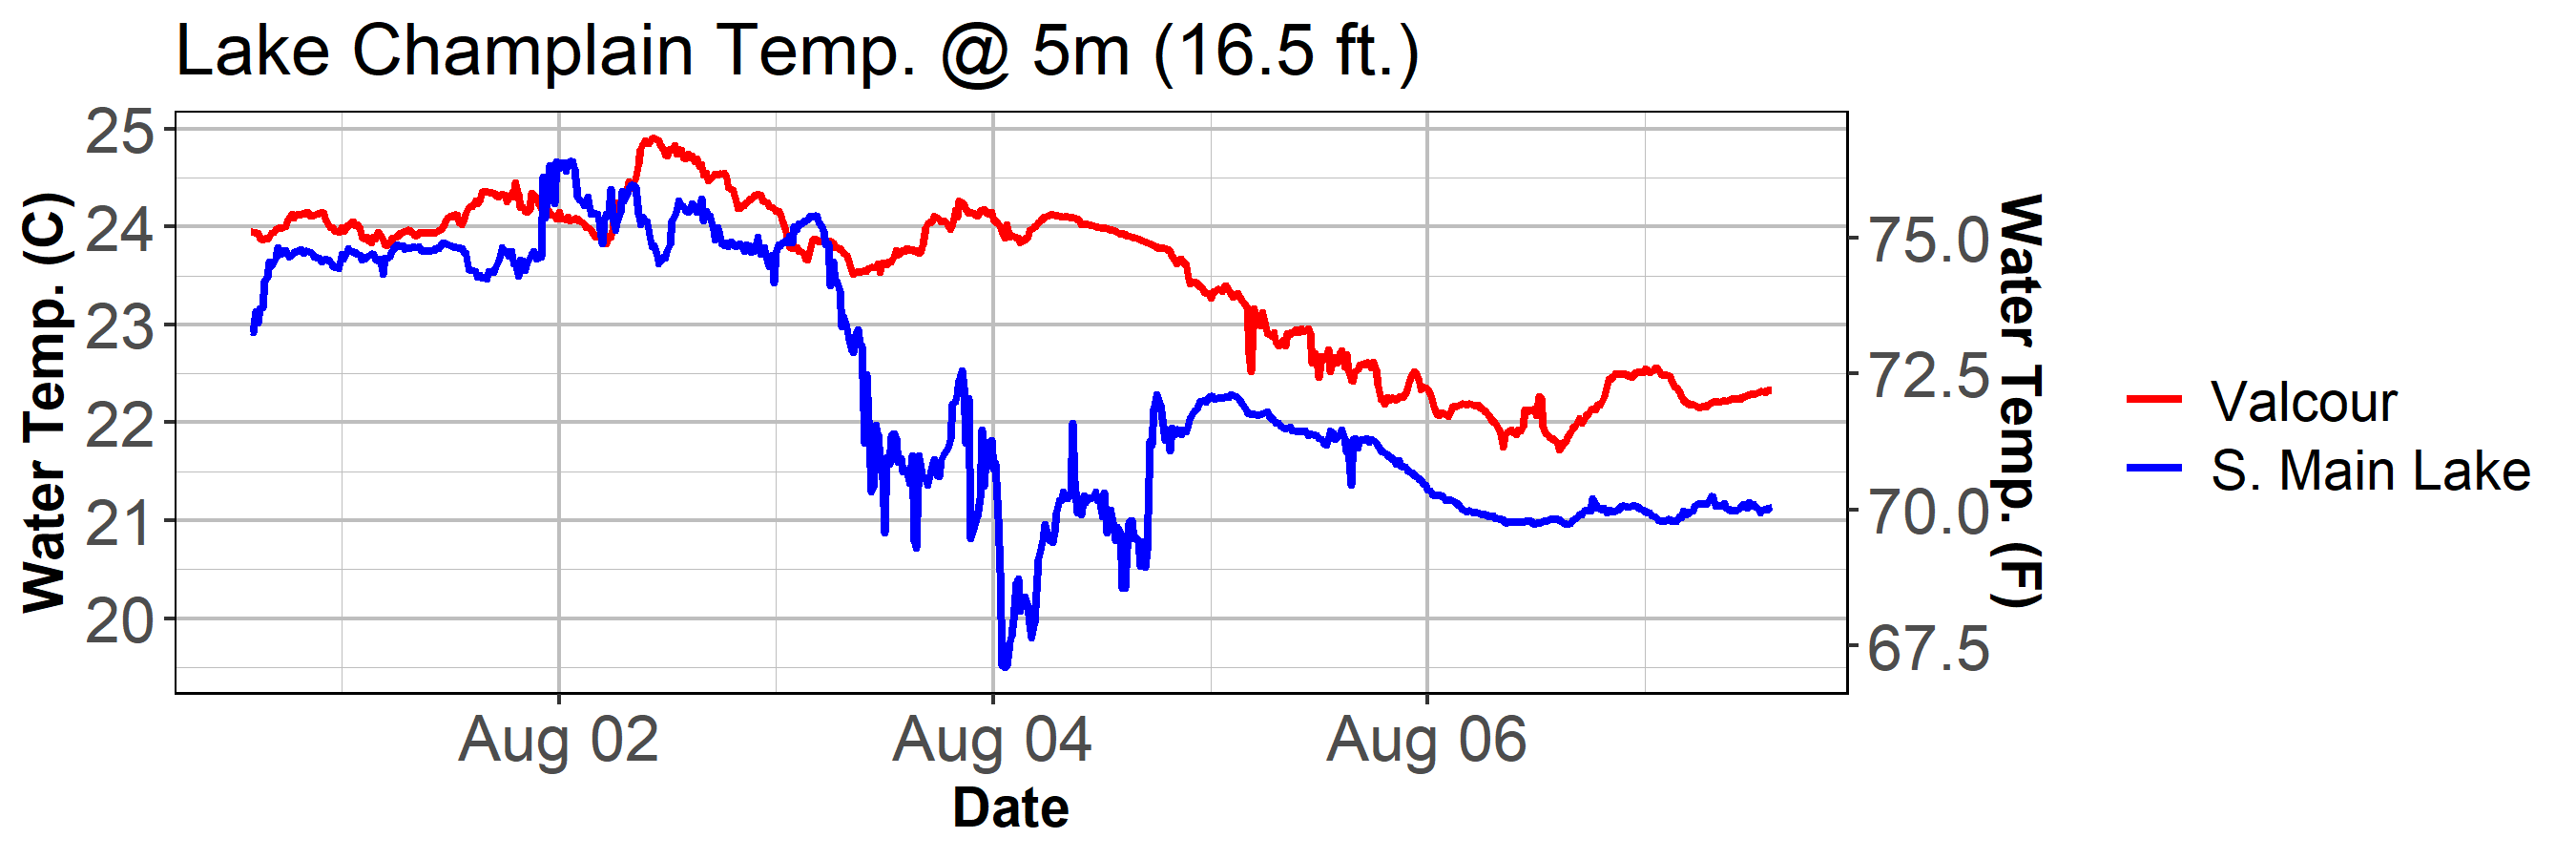 Lake Champlain Temp. @ 5m (16.5 ft.)
Water Temp. (C)
25
24
23
22
21
20
75.0
72.5
70.0
67.5
Water Temp. (F)
Aug 02
Aug 04
Aug 06
Date
Valcour
S. Main Lake